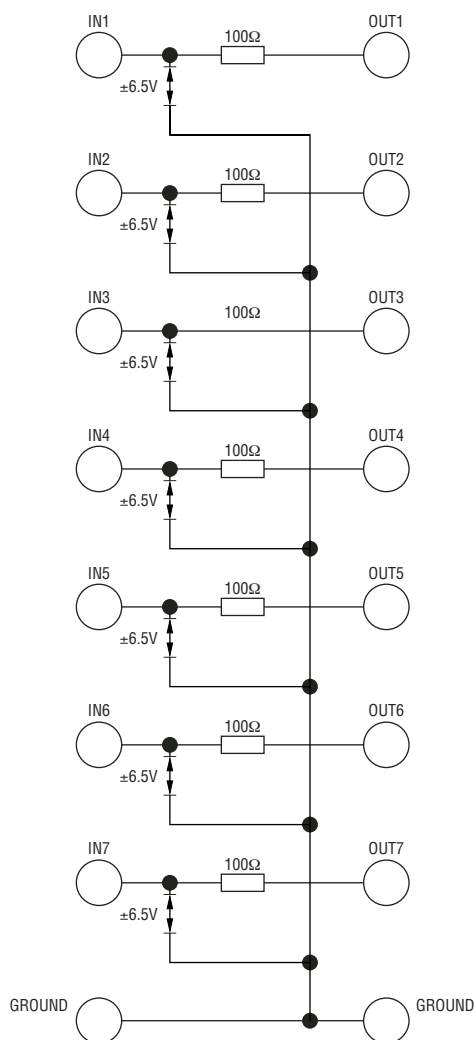 IN1 100Ω OUT1
±6.5V
IN2 100Ω OUT2
±6.5V
IN3 100Ω OUT3
±6.5V
IN4 100Ω OUT4
±6.5V
IN5 100Ω OUT5
±6.5V
IN6 100Ω OUT6
±6.5V
IN7 100Ω OUT7
±6.5V
GROUND GROUND